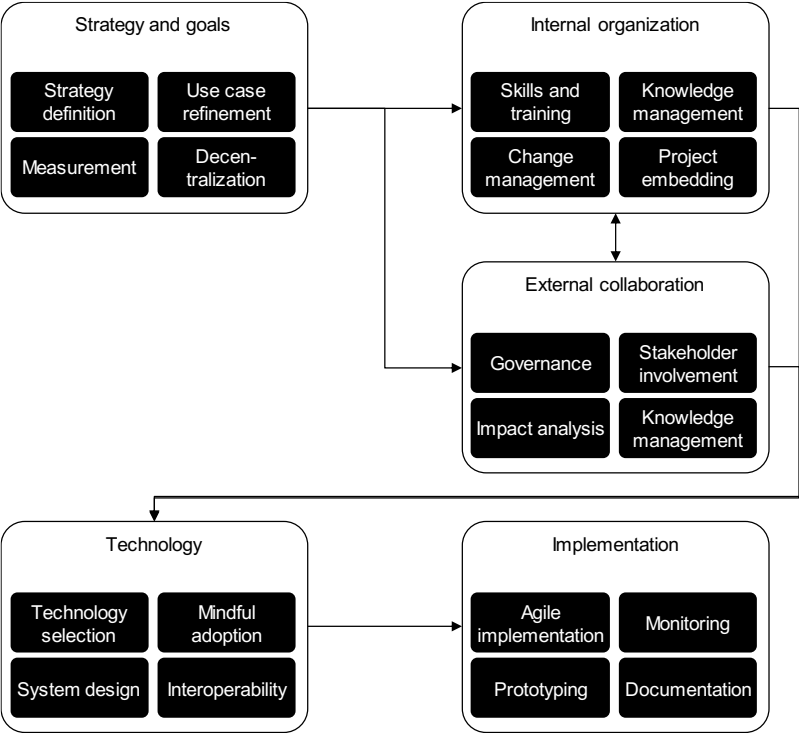 Strategy and goals
Strategy
definition
Use case
refinement
Measurement
Decen-
tralization
Internal organization
Skills and
training
Knowledge
management
Change
management
Project
embedding
External collaboration
Governance
Stakeholder
involvement
Impact analysis
Knowledge
management
Technology
Technology
selection
Mindful
adoption
System design
Interoperability
Implementation
Agile
implementation
Monitoring
Prototyping
Documentation